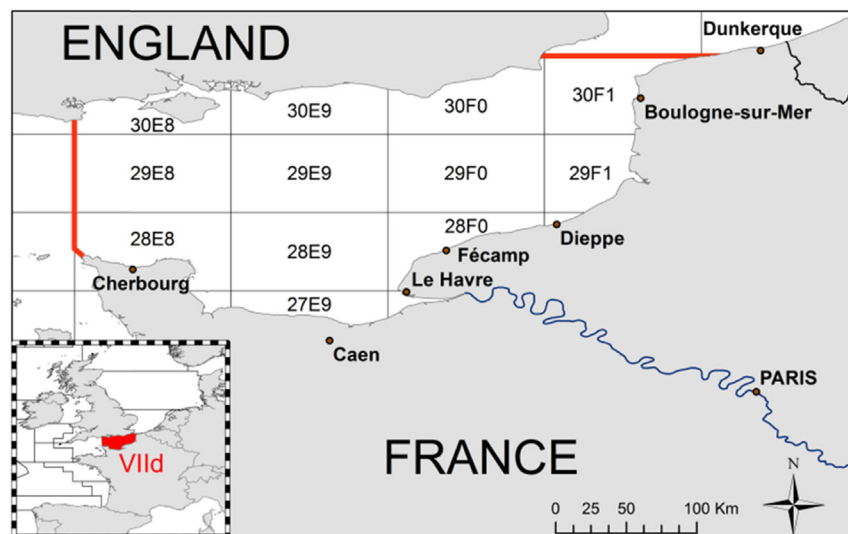 Dunkerque
ENGLAND
30E8
30E9
30F0
30F1
Boulogne-sur-Mer
29E8
29E9
29F0
29F1
28E8
28E9
28F0
Dieppe
Fécamp
Cherbourg
Le Havre
27E9
Caen
PARIS
VIId
FRANCE
N
0 25 50 100 Km